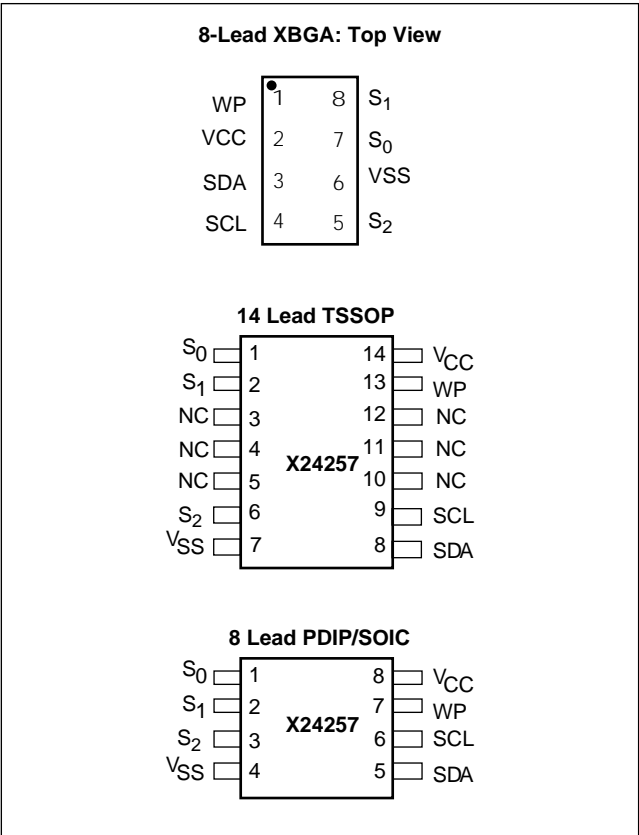 8-Lead XBGA: Top View
WP 1 8 S1
VCC 2 7 S0
SDA 3 6 VSS
SCL 4 5 S2
14 Lead TSSOP
S0 1 14 VCC
S1 2 13 WP
NC 3 12 NC
NC 4 11 NC
X24257
NC 5 10 NC
S2 6 9 SCL
VSS 7 8 SDA
8 Lead PDIP/SOIC
S0 1 8 VCC
S1 2 7 WP
X24257
S2 3 6 SCL
VSS 4 5 SDA